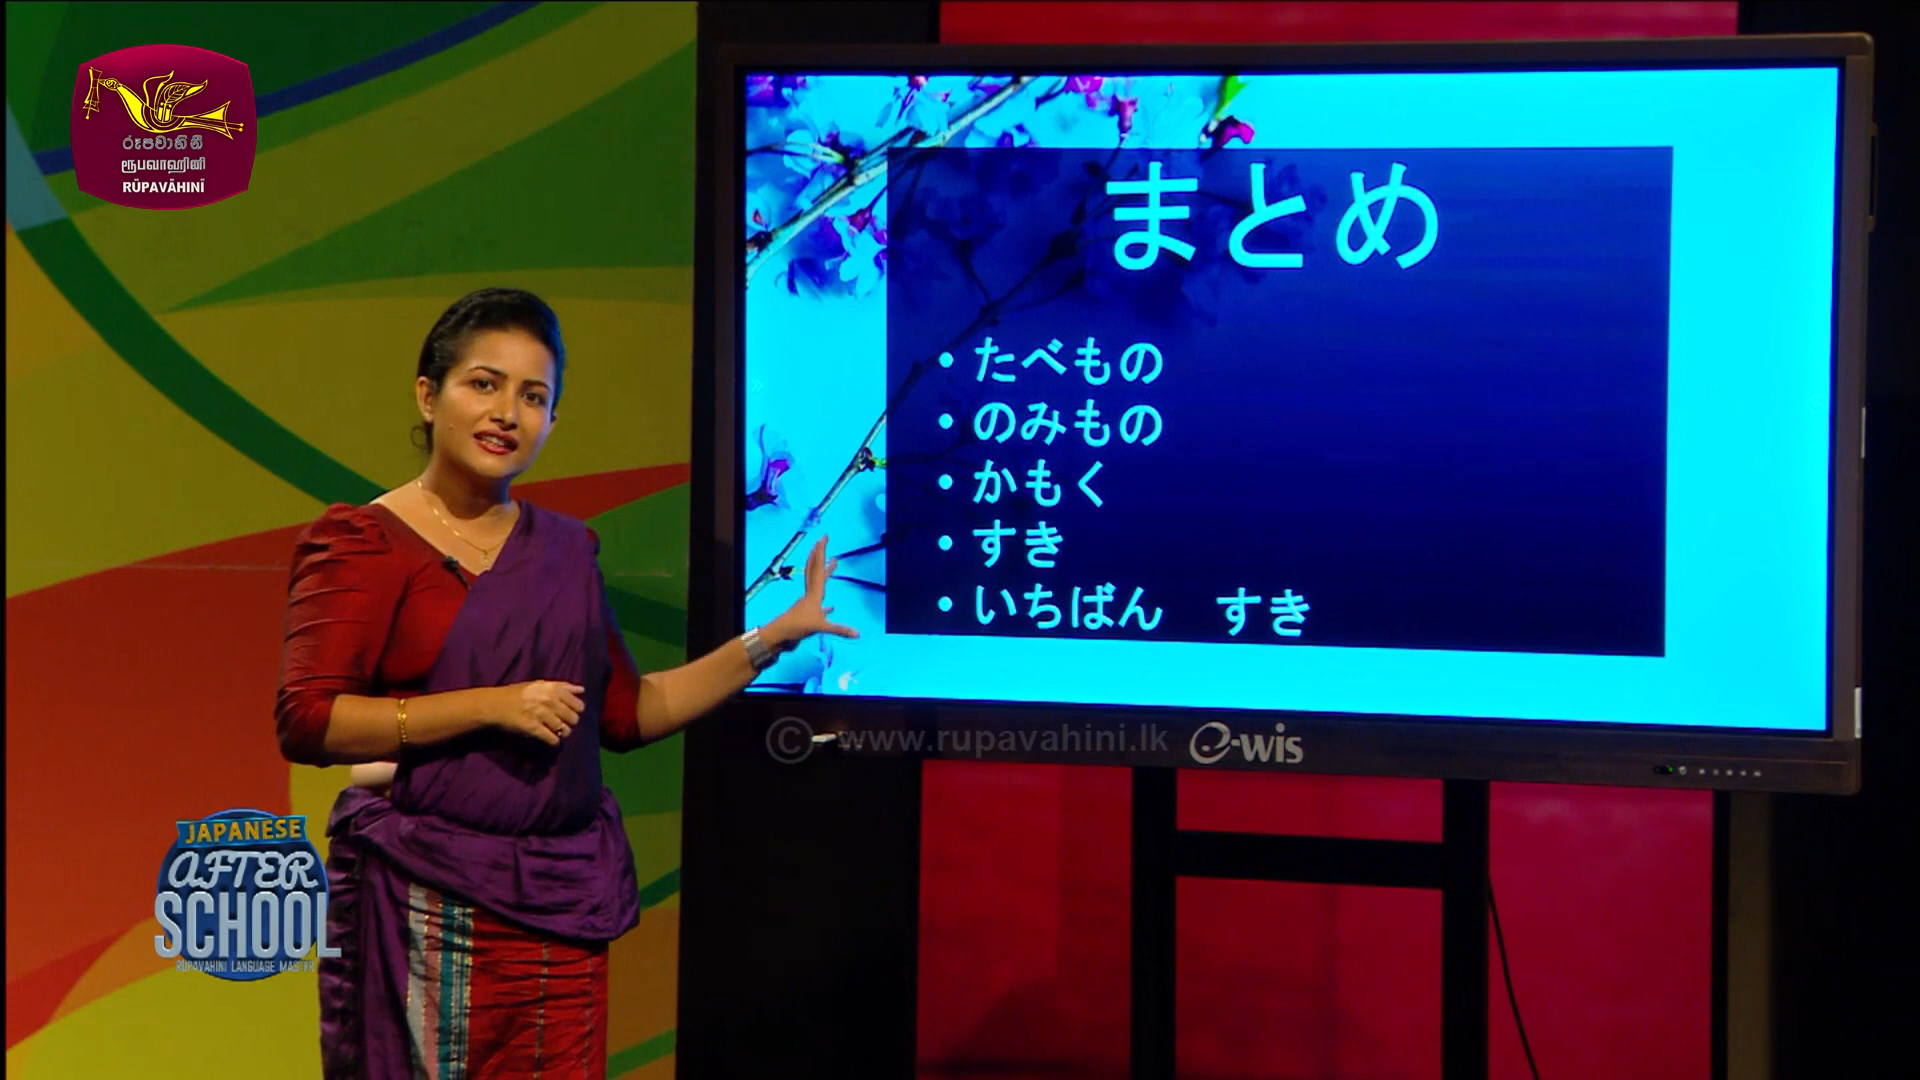 රූපවාහිනී
ரூபவாஹினி
RŪPAVĀHINĪ
まとめ
• たべもの
• のみもの
• かもく
• すき
• いちばん すき
© www.rupavahini.lk
e-wis
JAPANESE
AFTER
SCHOOL
RUPAVAHINI LANGUAGE MASTER